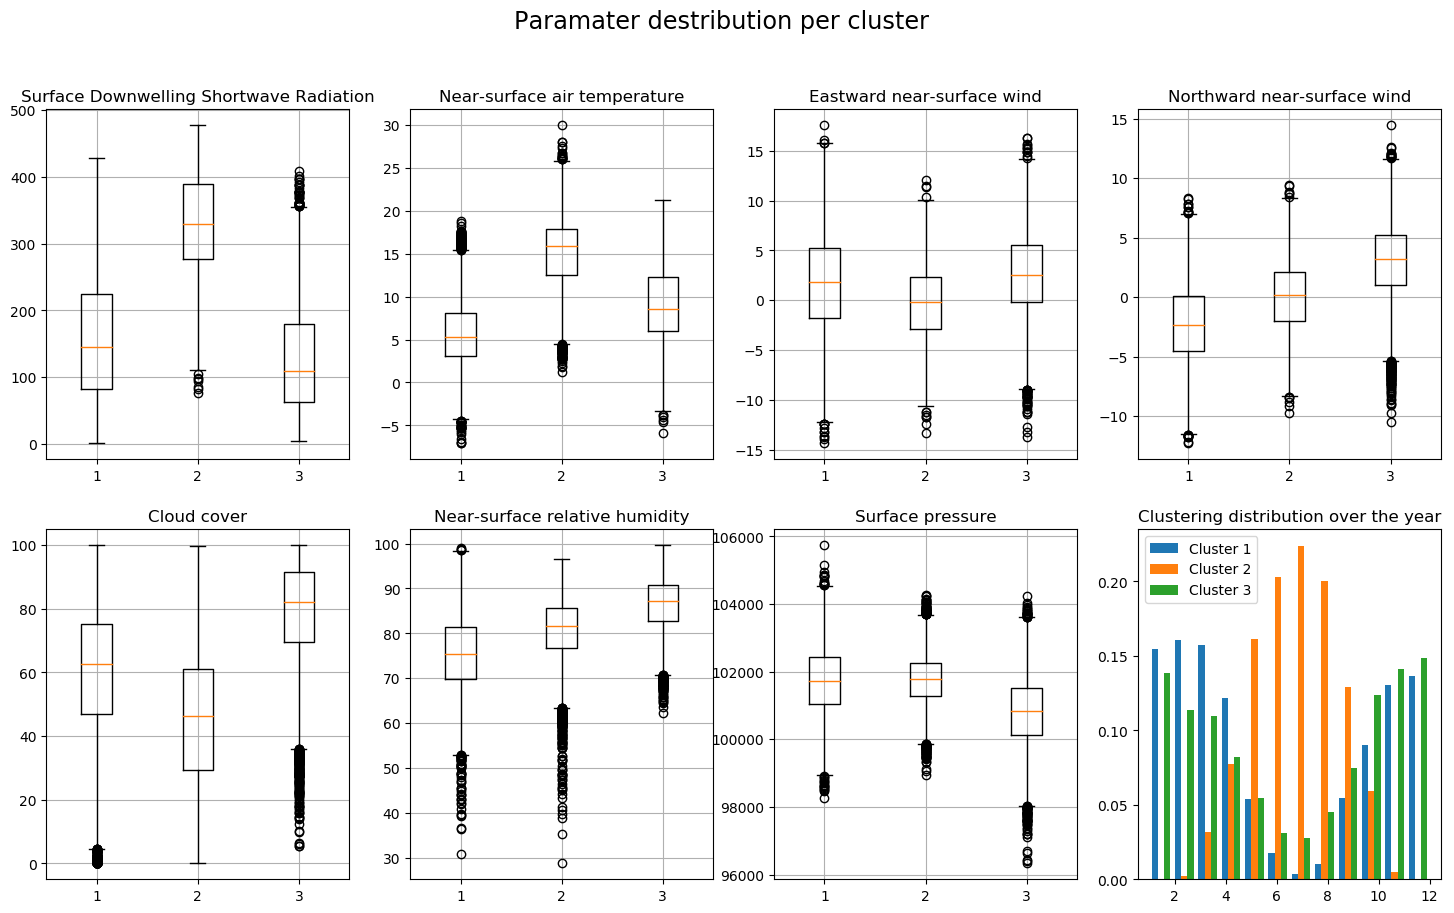 Paramater destribution per cluster
Surface Downwelling Shortwave Radiation
500
400
300
200
100
0
1 2 3
Near-surface air temperature
30
25
20
15
10
5
0
−5
1 2 3
Eastward near-surface wind
15
10
5
0
−5
−10
−15
1 2 3
Northward near-surface wind
15
10
5
0
−5
−10
1 2 3
Cloud cover
100
80
60
40
20
0
1 2 3
Near-surface relative humidity
100
90
80
70
60
50
40
30
1 2 3
Surface pressure
106000
104000
102000
100000
98000
96000
1 2 3
Clustering distribution over the year
Cluster 1
Cluster 2
Cluster 3
0.20
0.15
0.10
0.05
0.00
2 4 6 8 10 12